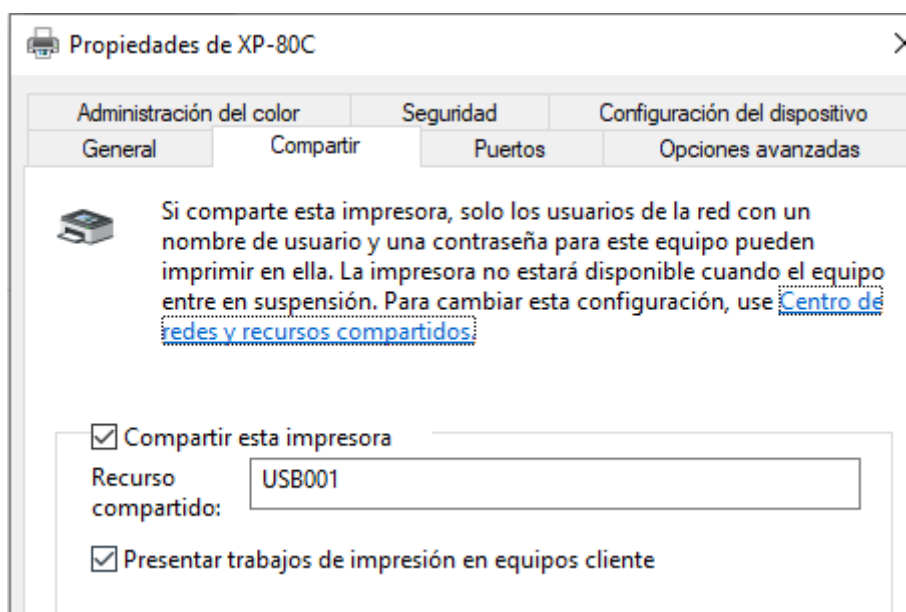 Propiedades de XP-80C
Administración del color
Seguridad
Configuración del dispositivo
General
Compartir
Puertos
Opciones avanzadas
Si comparte esta impresora, solo los usuarios de la red con un
nombre de usuario y una contraseña para este equipo pueden
imprimir en ella. La impresora no estará disponible cuando el equipo
entre en suspensión. Para cambiar esta configuración, use Centro de
redes y recursos compartidos.
Compartir esta impresora
Recurso
compartido:
USB001
Presentar trabajos de impresión en equipos cliente